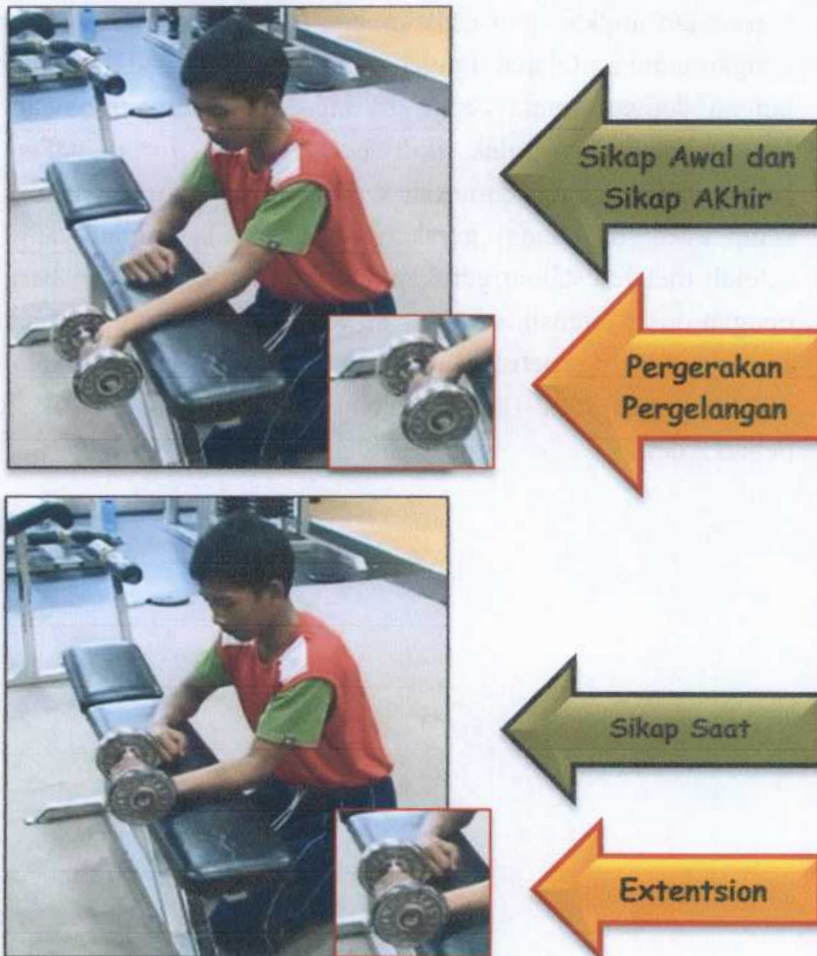 Sikap Awal dan
Sikap AKhir
Pergerakan
Pergelangan
Sikap Saat
Extentsion